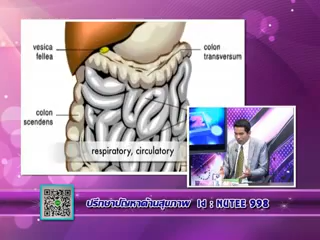 vesica
fellea
colon
transversum
colon
scendens
respiratory, circulatory
ปรึกษาปัญหาด้านสุขภาพ Id : NUTEE 998